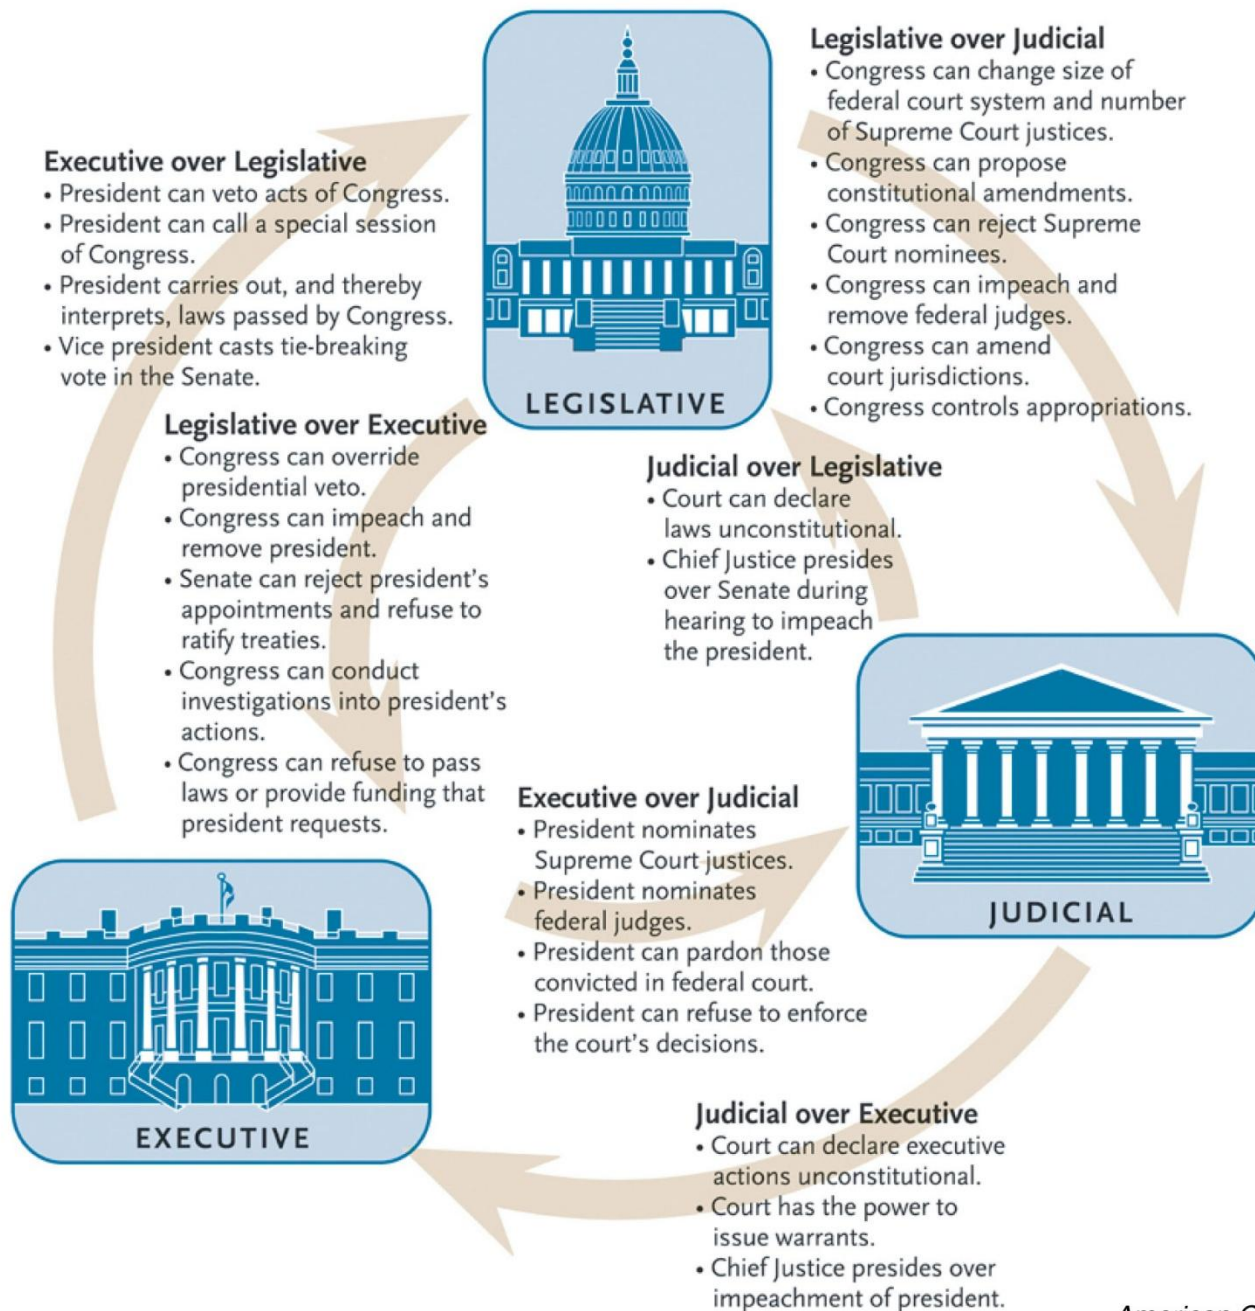 Legislative over Judicial
• Congress can change size of
federal court system and number
of Supreme Court justices.
• Congress can propose
constitutional amendments.
• Congress can reject Supreme
Court nominees.
• Congress can impeach and
remove federal judges.
• Congress can amend
court jurisdictions.
• Congress controls appropriations.
Executive over Legislative
• President can veto acts of Congress.
• President can call a special session
of Congress.
• President carries out, and thereby
interprets, laws passed by Congress.
• Vice president casts tie-breaking
vote in the Senate.
LEGISLATIVE
Legislative over Executive
• Congress can override
presidential veto.
• Congress can impeach and
remove president.
• Senate can reject president's
appointments and refuse to
ratify treaties.
• Congress can conduct
investigations into president's
actions.
• Congress can refuse to pass
laws or provide funding that
president requests.
Judicial over Legislative
• Court can declare
laws unconstitutional.
• Chief Justice presides
over Senate during
hearing to impeach
the president.
Executive over Judicial
• President nominates
Supreme Court justices.
• President nominates
federal judges.
• President can pardon those
convicted in federal court.
• President can refuse to enforce
the court's decisions.
JUDICIAL
EXECUTIVE
Judicial over Executive
• Court can declare executive
actions unconstitutional.
• Court has the power to
issue warrants.
• Chief Justice presides over
impeachment of president.
American